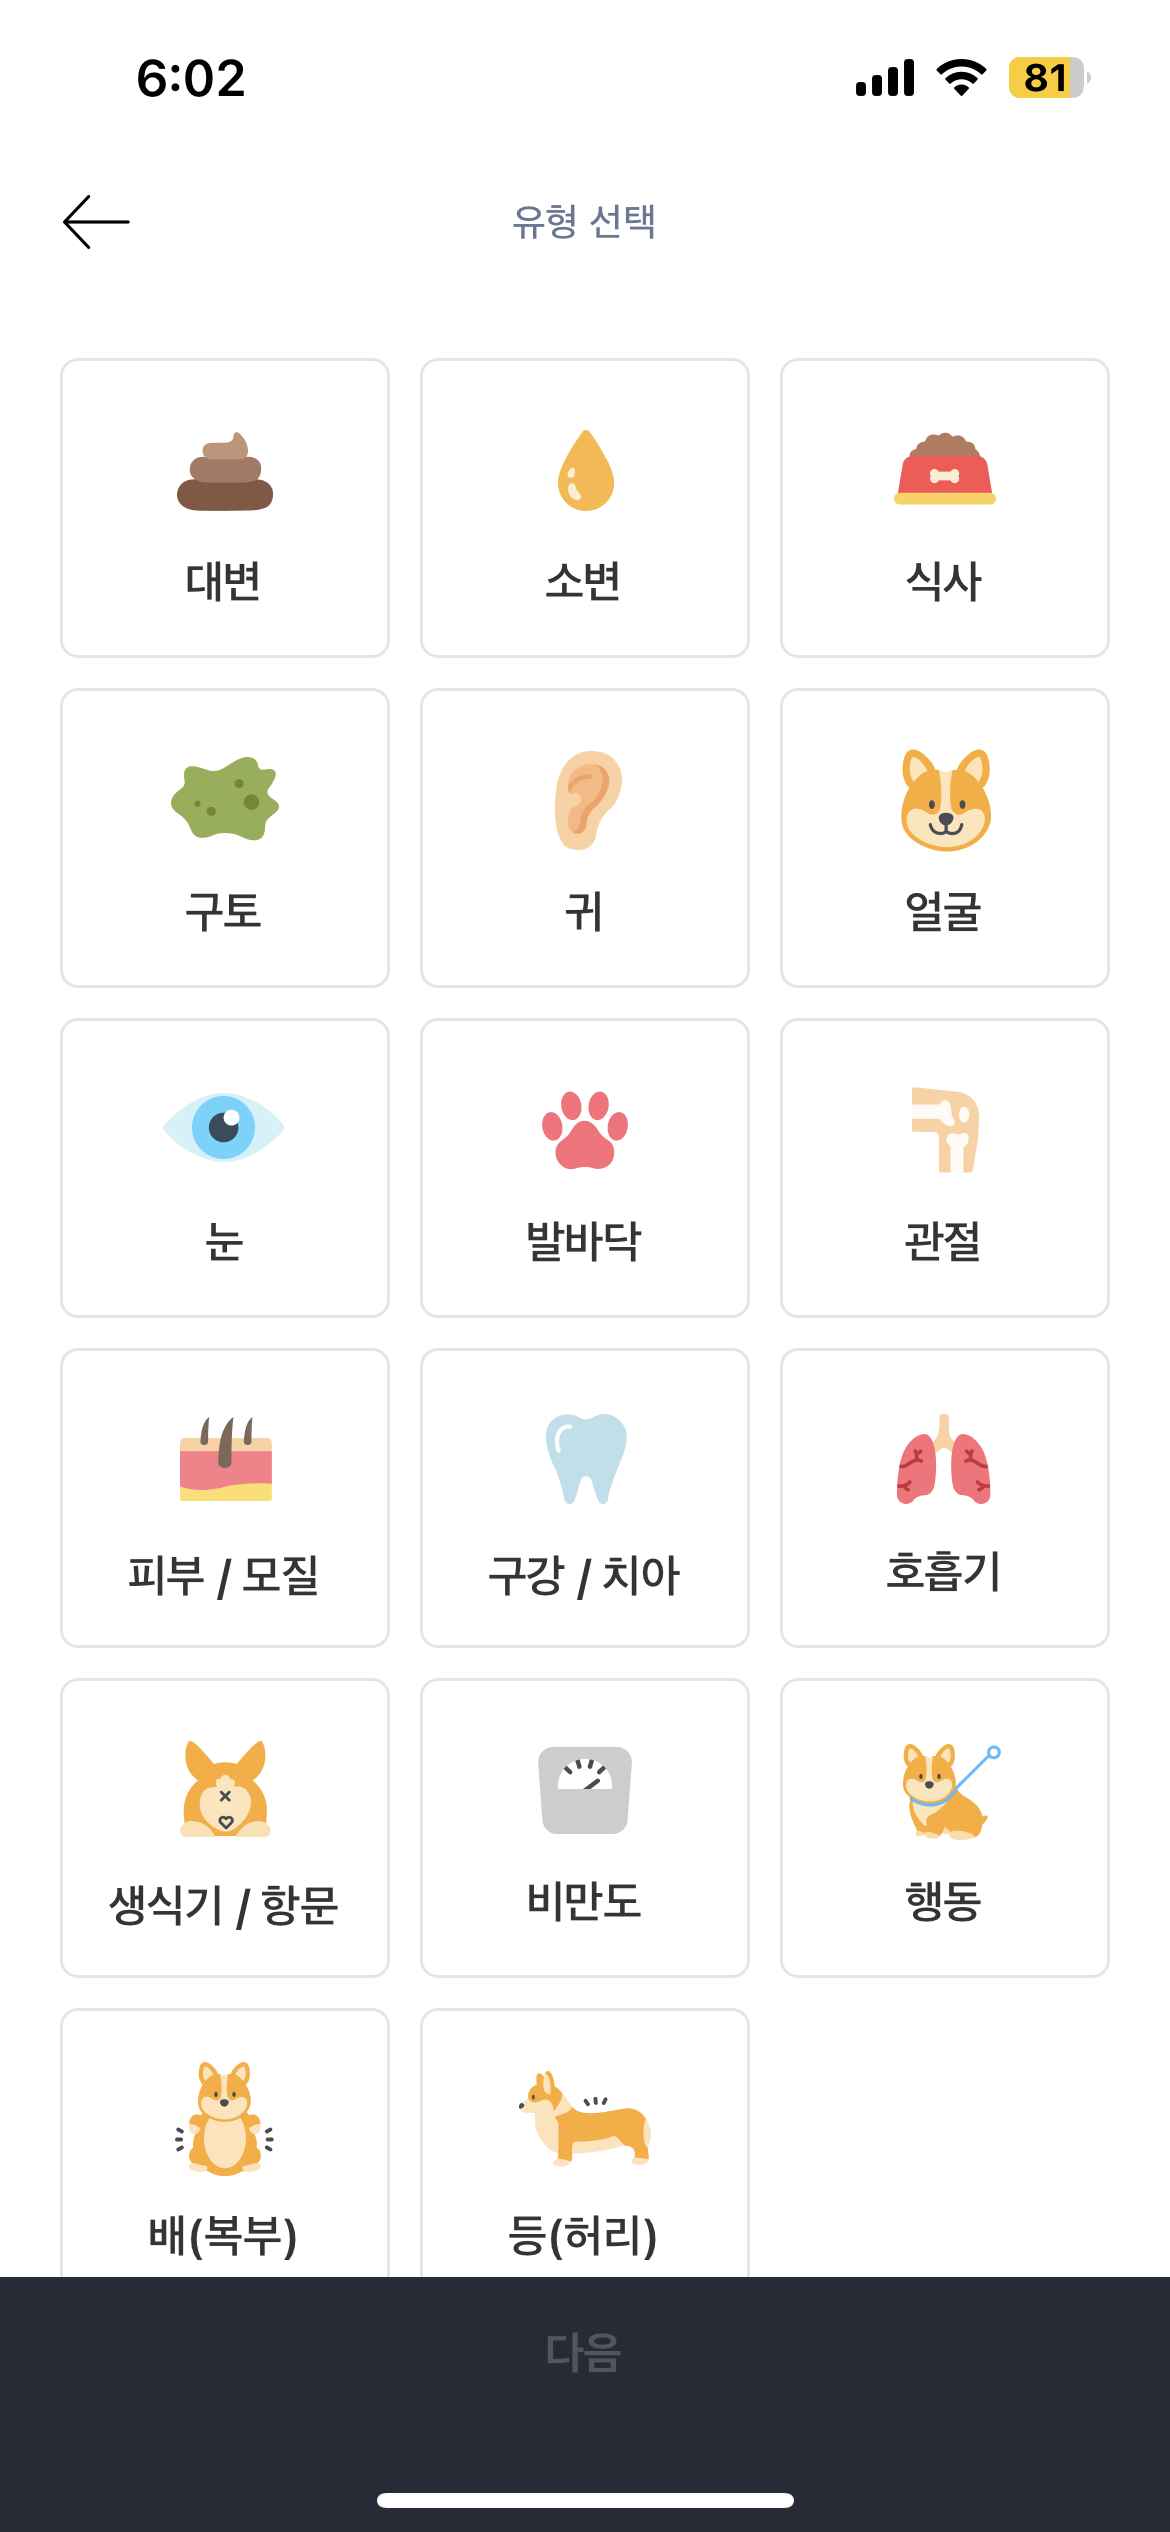 6:02
81
유형 선택
대변
소변
식사
구토
귀
얼굴
눈
발바닥
관절
피부 / 모질
구강 / 치아
호흡기
생식기 / 항문
비만도
행동
배(복부)
등(허리)
다음